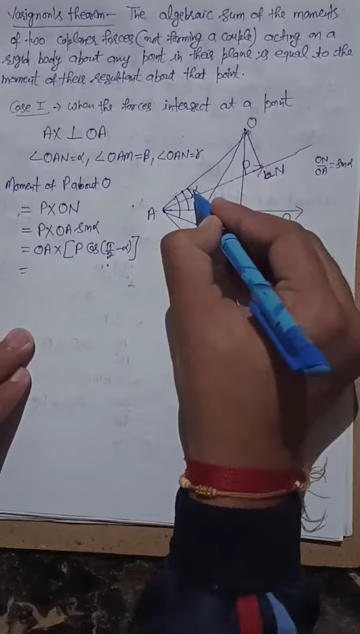 Varignon's theorem- The algebraic sum of the moments
of two coplaner forces (not forming a couple) acting on a
rigid body about any point in their plane is equal to the
moment of their resultant about that point.
Case I → when the forces intersect at a point
AX ⊥ OA
∠OAN=α, ∠OAM=β, ∠OAN=γ
Moment of P about O
= P×ON
= P×OA sinα
= OA×[P cos(π/2-α)]
=
O
N
ON/OA = sinα
A